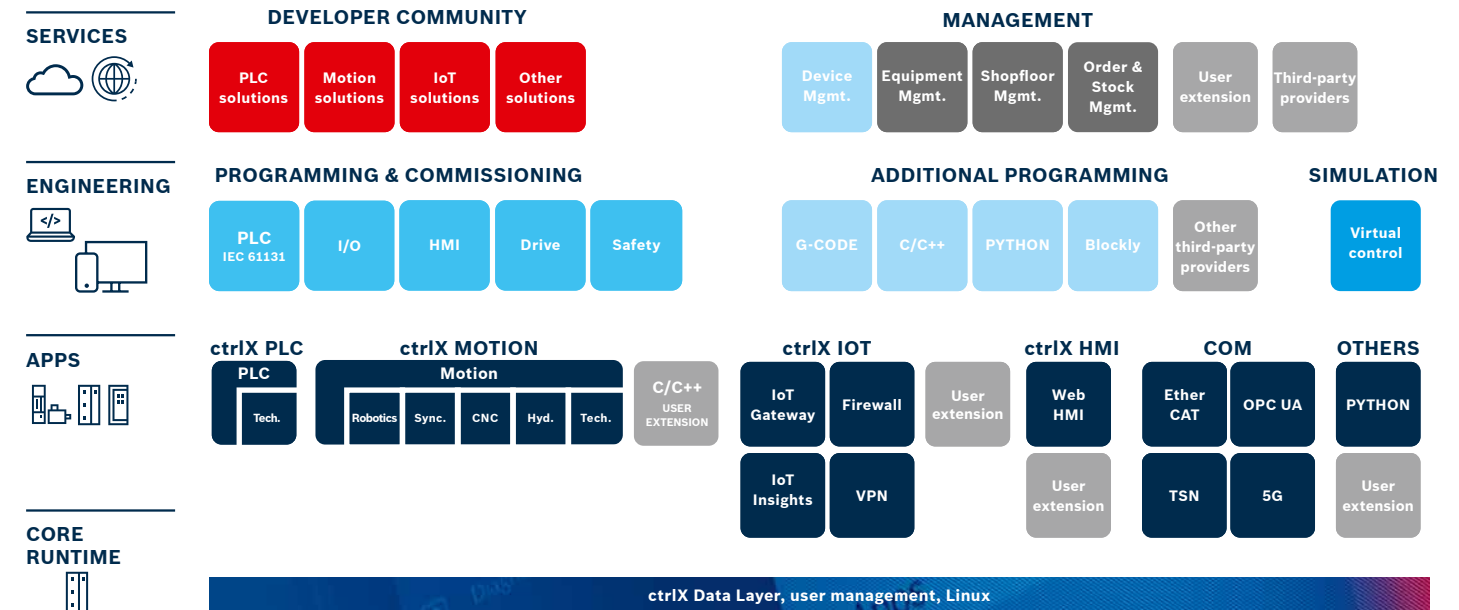 SERVICES
DEVELOPER COMMUNITY
PLC
solutions
Motion
solutions
IoT
solutions
Other
solutions
MANAGEMENT
Device
Mgmt.
Equipment
Mgmt.
Shopfloor
Mgmt.
Order &
Stock
Mgmt.
User
extension
Third-party
providers
ENGINEERING
</>
PROGRAMMING & COMMISSIONING
PLC
IEC 61131
I/O
HMI
Drive
Safety
ADDITIONAL PROGRAMMING
G-CODE
C/C++
PYTHON
Blockly
Other
third-party
providers
SIMULATION
Virtual
control
APPS
ctrlX PLC
PLC
Tech.
ctrlX MOTION
Motion
Robotics
Sync.
CNC
Hyd.
Tech.
C/C++
USER
EXTENSION
ctrlX IOT
IoT
Gateway
Firewall
User
extension
IoT
Insights
VPN
ctrlX HMI
Web
HMI
User
extension
COM
Ether
CAT
OPC UA
TSN
5G
OTHERS
PYTHON
User
extension
CORE
RUNTIME
ctrlX Data Layer, user management, Linux